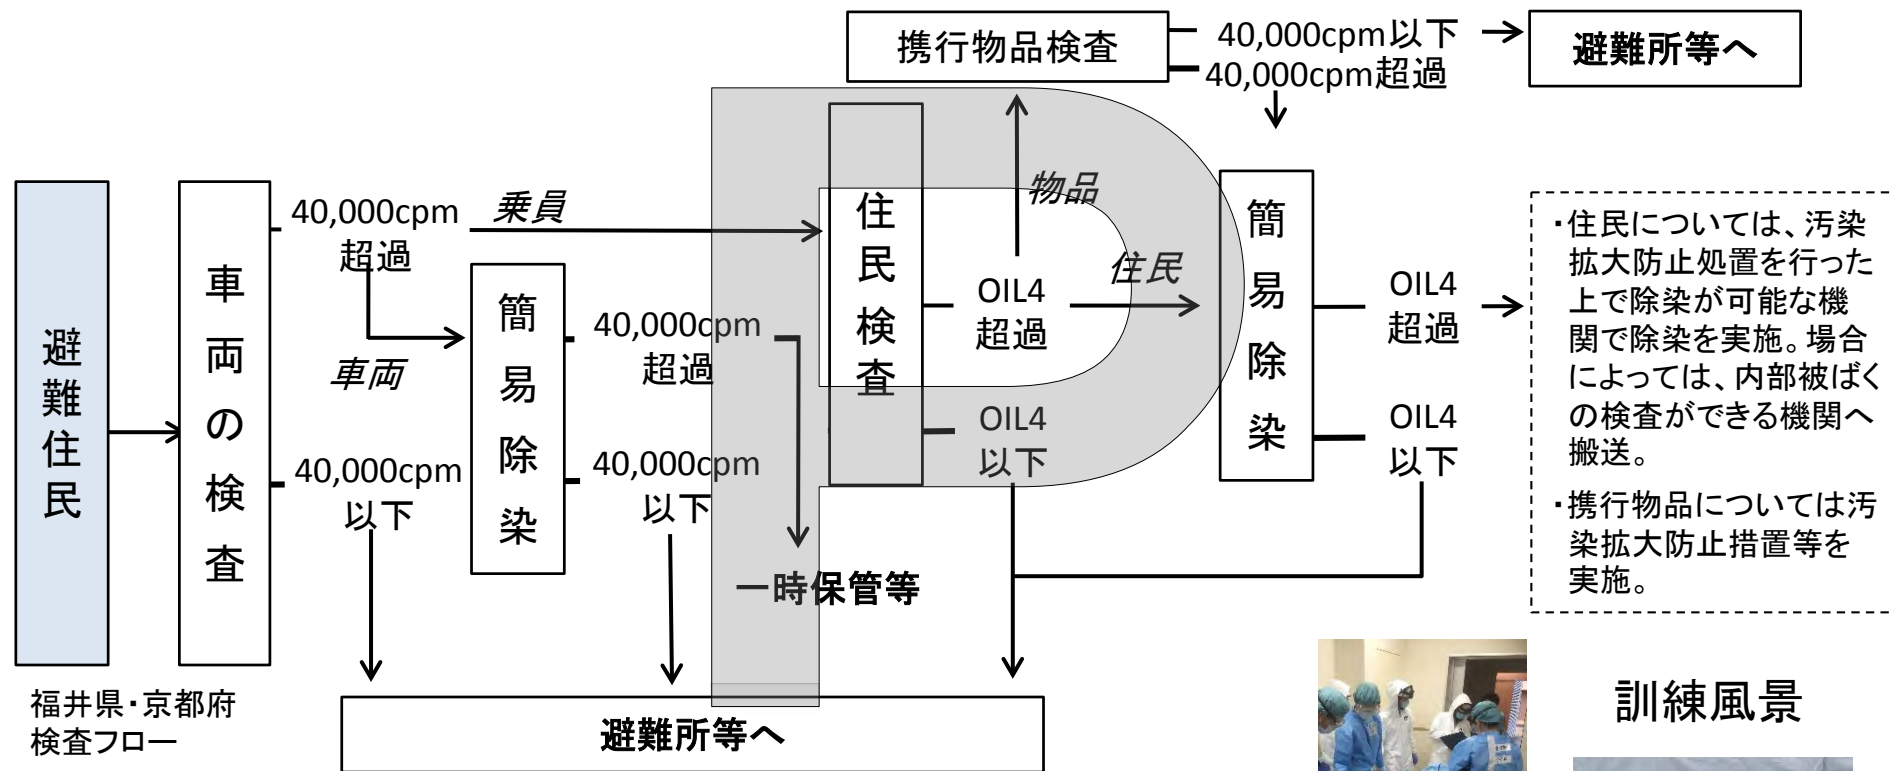 携行物品検査
40,000cpm以下
40,000cpm超過
避難所等へ
避難住民
車両の検査
40,000cpm
超過
乗員
車両
40,000cpm
以下
簡易除染
40,000cpm
超過
40,000cpm
以下
一時保管等
住民検査
物品
住民
OIL4
超過
OIL4
以下
簡易除染
OIL4
超過
OIL4
以下
・住民については、汚染
拡大防止処置を行った
上で除染が可能な機
関で除染を実施。場合
によっては、内部被ばく
の検査ができる機関へ
搬送。
・携行物品については汚
染拡大防止措置等を
実施。
福井県・京都府
検査フロー
避難所等へ
訓練風景
P